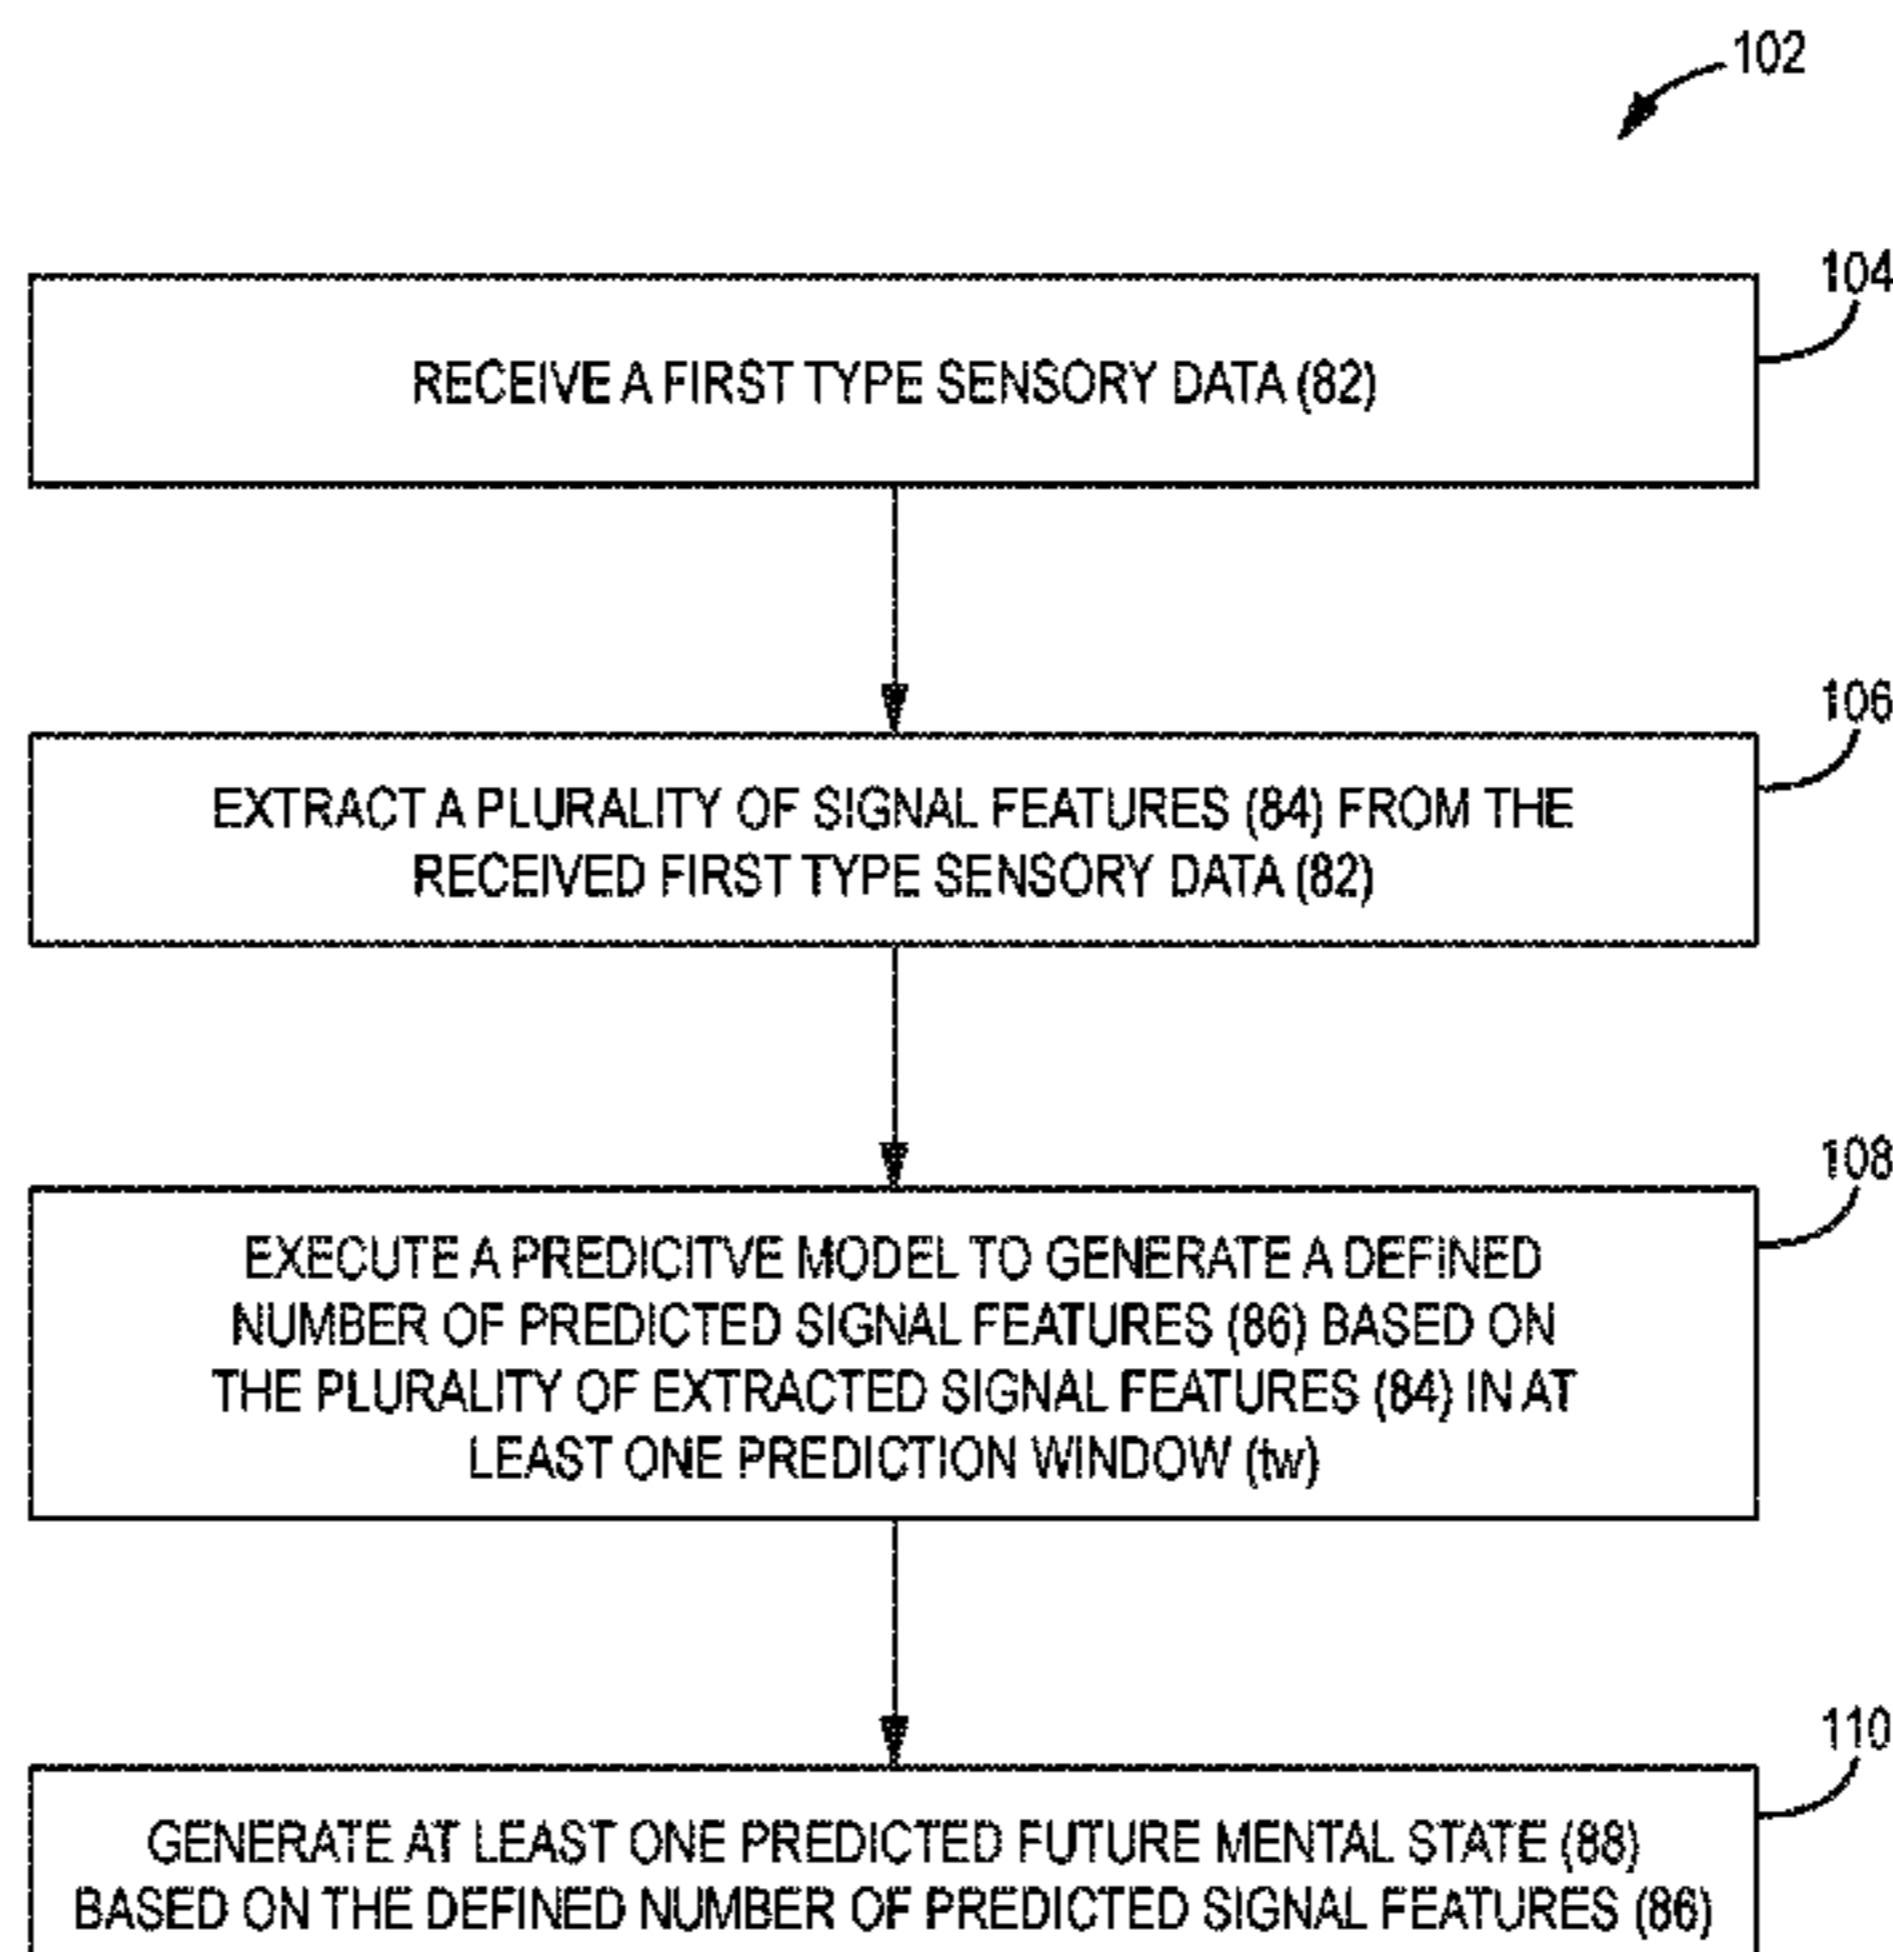 102
104
RECEIVE A FIRST TYPE SENSORY DATA (82)
106
EXTRACT A PLURALITY OF SIGNAL FEATURES (84) FROM THE
RECEIVED FIRST TYPE SENSORY DATA (82)
108
EXECUTE A PREDICITVE MODEL TO GENERATE A DEFINED
NUMBER OF PREDICTED SIGNAL FEATURES (86) BASED ON
THE PLURALITY OF EXTRACTED SIGNAL FEATURES (84) IN AT
LEAST ONE PREDICTION WINDOW (tw)
110
GENERATE AT LEAST ONE PREDICTED FUTURE MENTAL STATE (88)
BASED ON THE DEFINED NUMBER OF PREDICTED SIGNAL FEATURES (86)